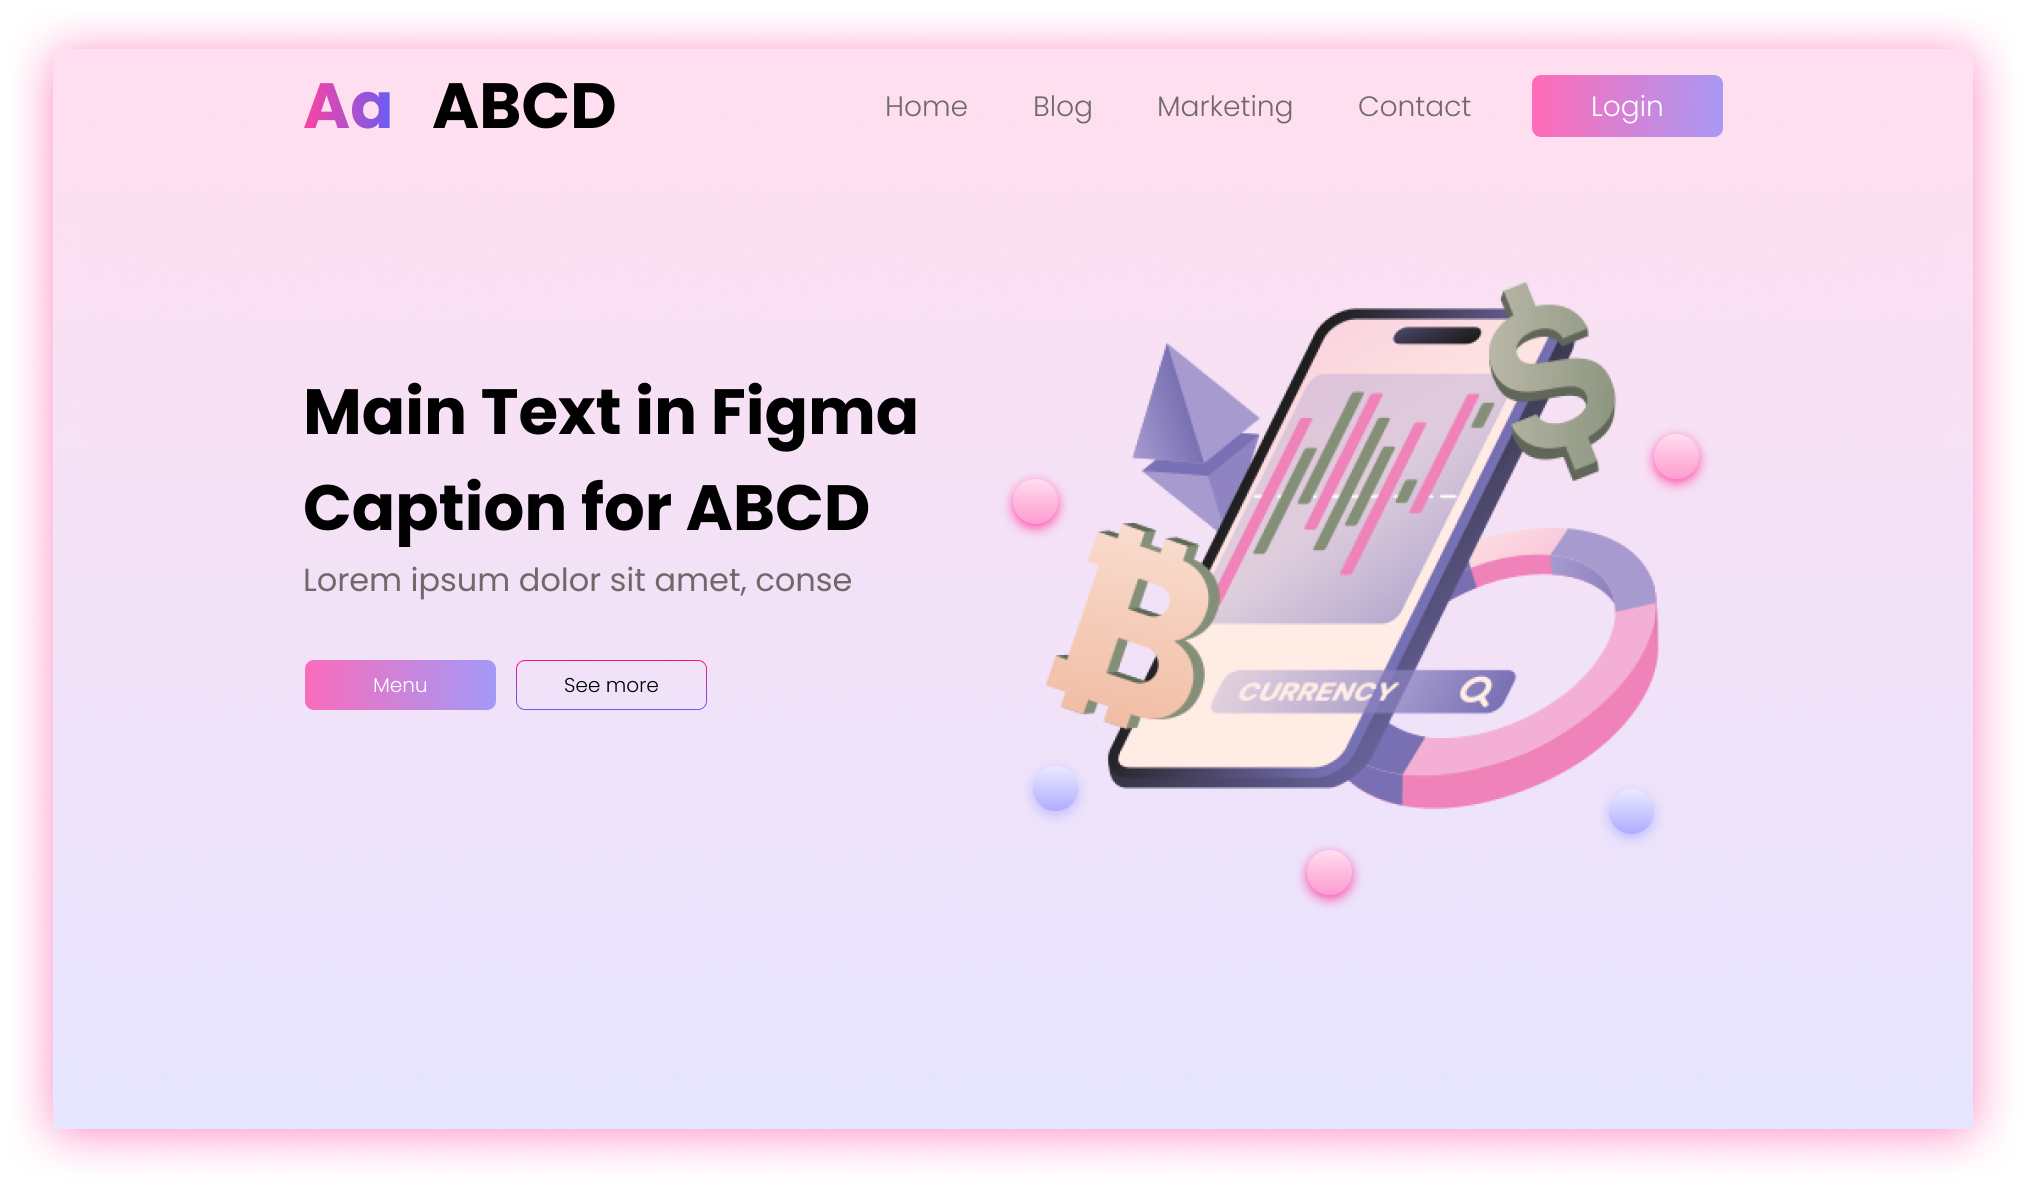 Aa ABCD Home Blog Marketing Contact Login
Main Text in Figma
Caption for ABCD
Lorem ipsum dolor sit amet, conse
Menu See more
$
B
CURRENCY